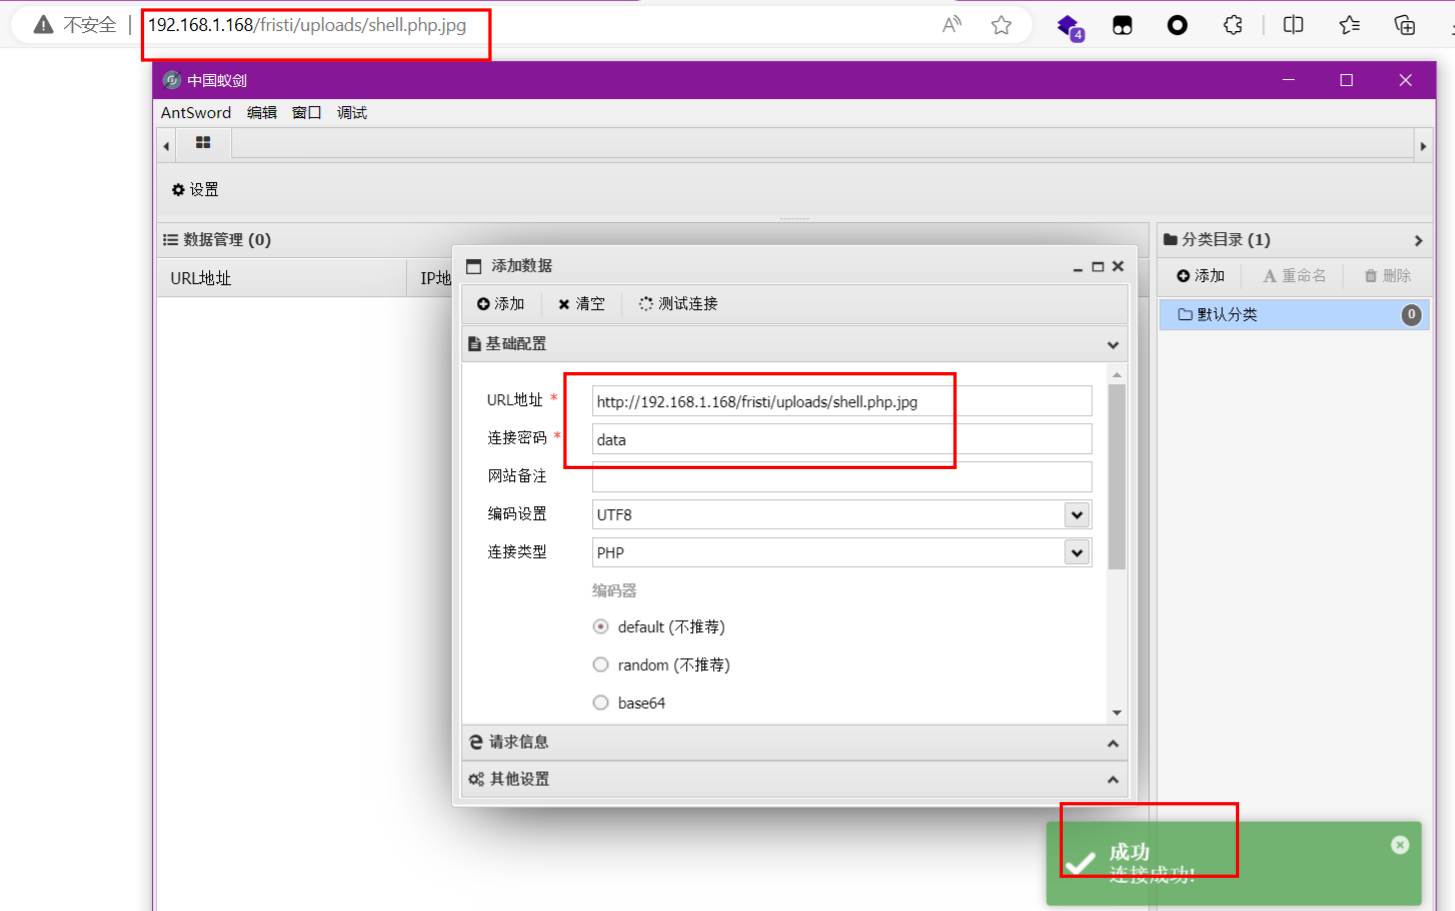 不安全 | 192.168.1.168/fristi/uploads/shell.php.jpg
4
中国蚁剑
AntSword 编辑 窗口 调试
设置
数据管理 (0)
分类目录 (1)
URL地址
IP地
添加 重命名 删除
默认分类 0
添加数据
添加 清空 测试连接
基础配置
URL地址 * http://192.168.1.168/fristi/uploads/shell.php.jpg
连接密码 * data
网站备注
编码设置 UTF8
连接类型 PHP
编码器
default (不推荐)
random (不推荐)
base64
请求信息
其他设置
成功
连接成功!